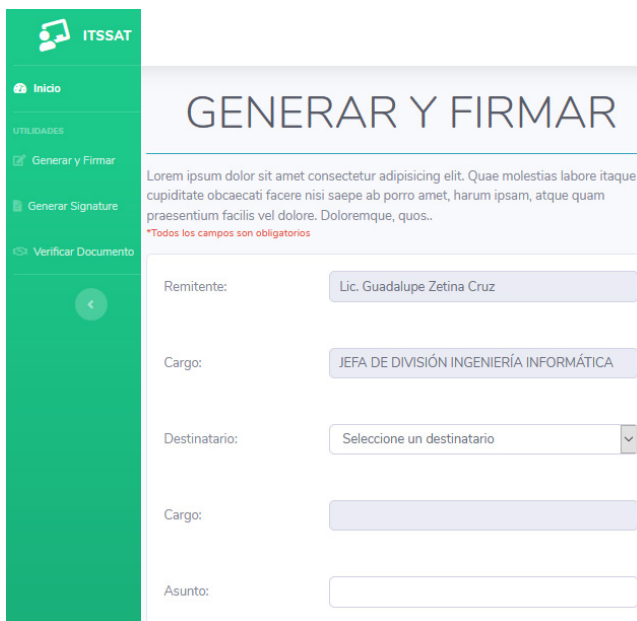 ITSSAT
Inicio
UTILIDADES
Generar y Firmar
Generar Signature
Verificar Documento
GENERAR Y FIRMAR
Lorem ipsum dolor sit amet consectetur adipisicing elit. Quae molestias labore itaque
cupiditate obcaecati facere nisi saepe ab porro amet, harum ipsam, atque quam
praesentium facilis vel dolore. Doloremque, quos..
*Todos los campos son obligatorios
Remitente: Lic. Guadalupe Zetina Cruz
Cargo: JEFA DE DIVISIÓN INGENIERÍA INFORMÁTICA
Destinatario: Seleccione un destinatario
Cargo:
Asunto: